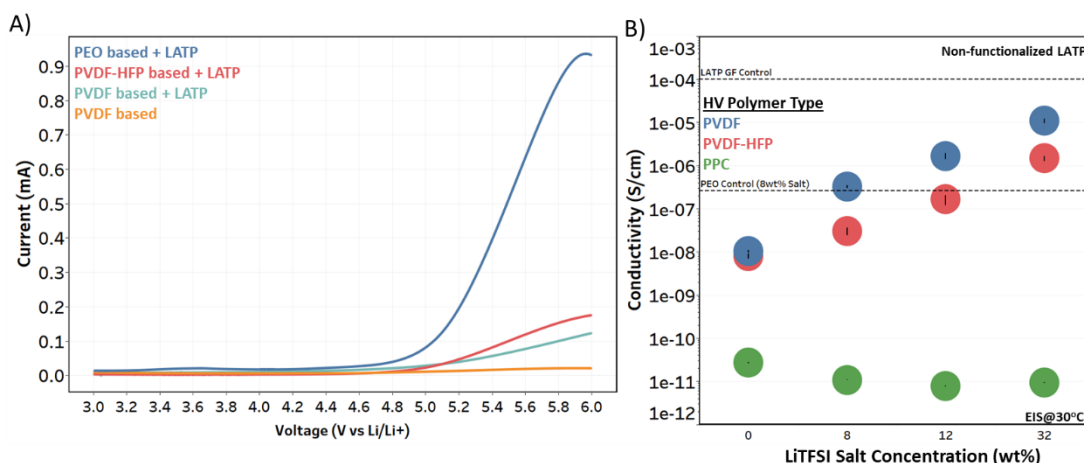 A)
PEO based + LATP
PVDF-HFP based + LATP
PVDF based + LATP
PVDF based
Current (mA)
0.9
0.8
0.7
0.6
0.5
0.4
0.3
0.2
0.1
0.0
3.0 3.2 3.4 3.6 3.8 4.0 4.2 4.4 4.6 4.8 5.0 5.2 5.4 5.6 5.8 6.0
Voltage (V vs Li/Li+)
B)
Non-functionalized LATP
LATP GF Control
HV Polymer Type
PVDF
PVDF-HFP
PPC
PEO Control (8wt% Salt)
EIS@30°C
Conductivity (S/cm)
1e-03
1e-04
1e-05
1e-06
1e-07
1e-08
1e-09
1e-10
1e-11
1e-12
0 8 12 32
LiTFSI Salt Concentration (wt%)